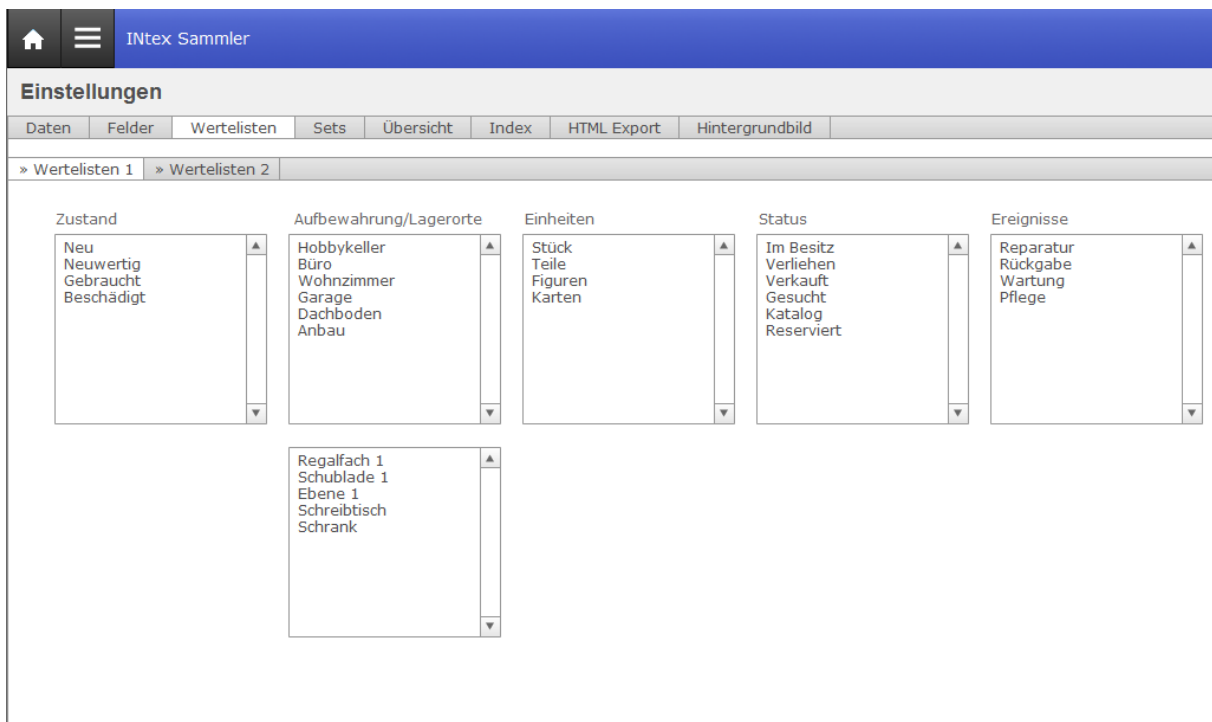 INtex Sammler
Einstellungen
Daten Felder Wertelisten Sets Übersicht Index HTML Export Hintergrundbild
» Wertelisten 1 » Wertelisten 2
Zustand
Neu
Neuwertig
Gebraucht
Beschädigt
Aufbewahrung/Lagerorte
Hobbykeller
Büro
Wohnzimmer
Garage
Dachboden
Anbau
Regalfach 1
Schublade 1
Ebene 1
Schreibtisch
Schrank
Einheiten
Stück
Teile
Figuren
Karten
Status
Im Besitz
Verliehen
Verkauft
Gesucht
Katalog
Reserviert
Ereignisse
Reparatur
Rückgabe
Wartung
Pflege